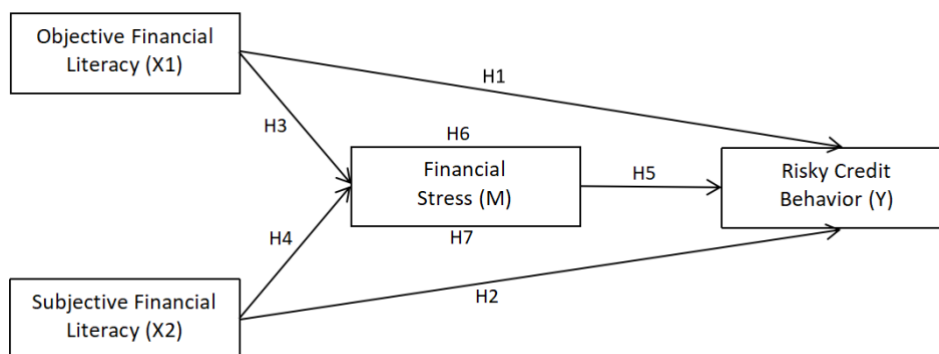 Objective Financial
Literacy (X1)
H1
H3
H6
Financial
Stress (M)
H5
Risky Credit
Behavior (Y)
H4
H7
H2
Subjective Financial
Literacy (X2)